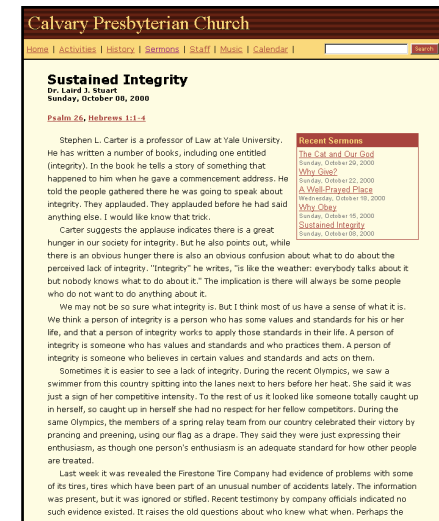 Calvary Presbyterian Church
Home | Activities | History | Sermons | Staff | Music | Calendar |
Search
Sustained Integrity
Dr. Laird J. Stuart
Sunday, October 08, 2000
Psalm 26, Hebrews 1:1-4
Stephen L. Carter is a professor of Law at Yale University.
He has written a number of books, including one entitled
(integrity). In the book he tells a story of something that
happened to him when he gave a commencement address. He
told the people gathered there he was going to speak about
integrity. They applauded. They applauded before he had said
anything else. I would like know that trick.
Carter suggests the applause indicates there is a great
hunger in our society for integrity. But he also points out, while
Recent Sermons
The Cat and Our God
Sunday, October 29, 2000
Why Give?
Sunday, October 22, 2000
A Well-Prayed Place
Wednesday, October 18, 2000
Why Obey
Sunday, October 15, 2000
Sustained Integrity
Sunday, October 08, 2000
there is an obvious hunger there is also an obvious confusion about what to do about the
perceived lack of integrity. "Integrity" he writes, "is like the weather: everybody talks about it
but nobody knows what to do about it." The implication is there will always be some people
who do not want to do anything about it.
We may not be so sure what integrity is. But I think most of us have a sense of what it is.
We think a person of integrity is a person who has some values and standards for his or her
life, and that a person of integrity works to apply those standards in their life. A person of
integrity is someone who has values and standards and who practices them. A person of
integrity is someone who believes in certain values and standards and acts on them.
Sometimes it is easier to see a lack of integrity. During the recent Olympics, we saw a
swimmer from this country spitting into the lanes next to hers before her heat. She said it was
just a sign of her competitive intensity. To the rest of us it looked like someone totally caught up
in herself, so caught up in herself she had no respect for her fellow competitors. During the
same Olympics, the members of a spring relay team from our country celebrated their victory by
prancing and preening, using our flag as a drape. They said they were just expressing their
enthusiasm, as though one person's enthusiasm is an adequate standard for how other people
are treated.
Last week it was revealed the Firestone Tire Company had evidence of problems with some
of its tires, tires which have been part of an unusual number of accidents lately. The information
was present, but it was ignored or stifled. Recent testimony by company officials indicated no
such evidence existed. It raises the old questions about who knew what when. Perhaps the